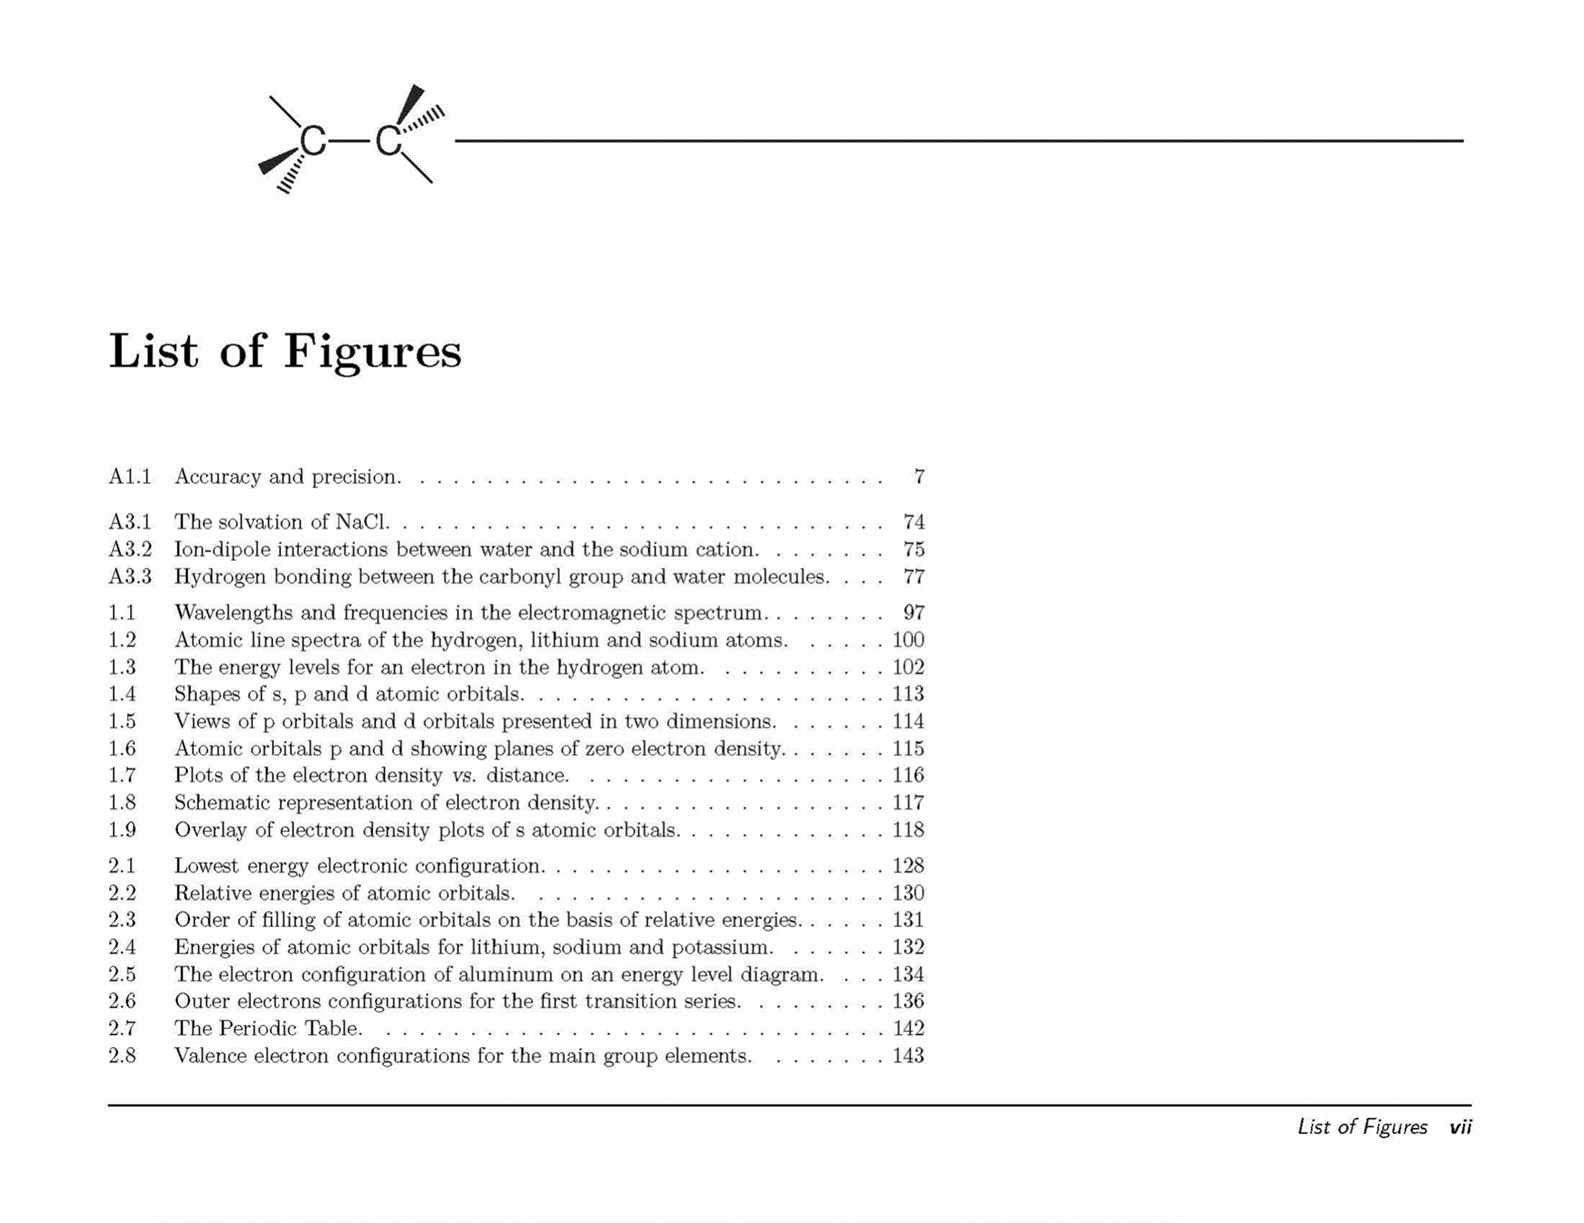 C C
List of Figures
A1.1 Accuracy and precision. . . . . . . . . . . . . . . . . . . . . . . . . . . . . 7
A3.1 The solvation of NaCl. . . . . . . . . . . . . . . . . . . . . . . . . . . . . . 74
A3.2 Ion-dipole interactions between water and the sodium cation. . . . . . . . 75
A3.3 Hydrogen bonding between the carbonyl group and water molecules. . . . 77
1.1 Wavelengths and frequencies in the electromagnetic spectrum. . . . . . . . 97
1.2 Atomic line spectra of the hydrogen, lithium and sodium atoms. . . . . . 100
1.3 The energy levels for an electron in the hydrogen atom. . . . . . . . . . . 102
1.4 Shapes of s, p and d atomic orbitals. . . . . . . . . . . . . . . . . . . . . . 113
1.5 Views of p orbitals and d orbitals presented in two dimensions. . . . . . . 114
1.6 Atomic orbitals p and d showing planes of zero electron density. . . . . . . 115
1.7 Plots of the electron density vs. distance. . . . . . . . . . . . . . . . . . . 116
1.8 Schematic representation of electron density. . . . . . . . . . . . . . . . . . 117
1.9 Overlay of electron density plots of s atomic orbitals. . . . . . . . . . . . . 118
2.1 Lowest energy electronic configuration. . . . . . . . . . . . . . . . . . . . . 128
2.2 Relative energies of atomic orbitals. . . . . . . . . . . . . . . . . . . . . . 130
2.3 Order of filling of atomic orbitals on the basis of relative energies. . . . . . 131
2.4 Energies of atomic orbitals for lithium, sodium and potassium. . . . . . . 132
2.5 The electron configuration of aluminum on an energy level diagram. . . . 134
2.6 Outer electrons configurations for the first transition series. . . . . . . . . 136
2.7 The Periodic Table. . . . . . . . . . . . . . . . . . . . . . . . . . . . . . . 142
2.8 Valence electron configurations for the main group elements. . . . . . . . 143
List of Figures vii